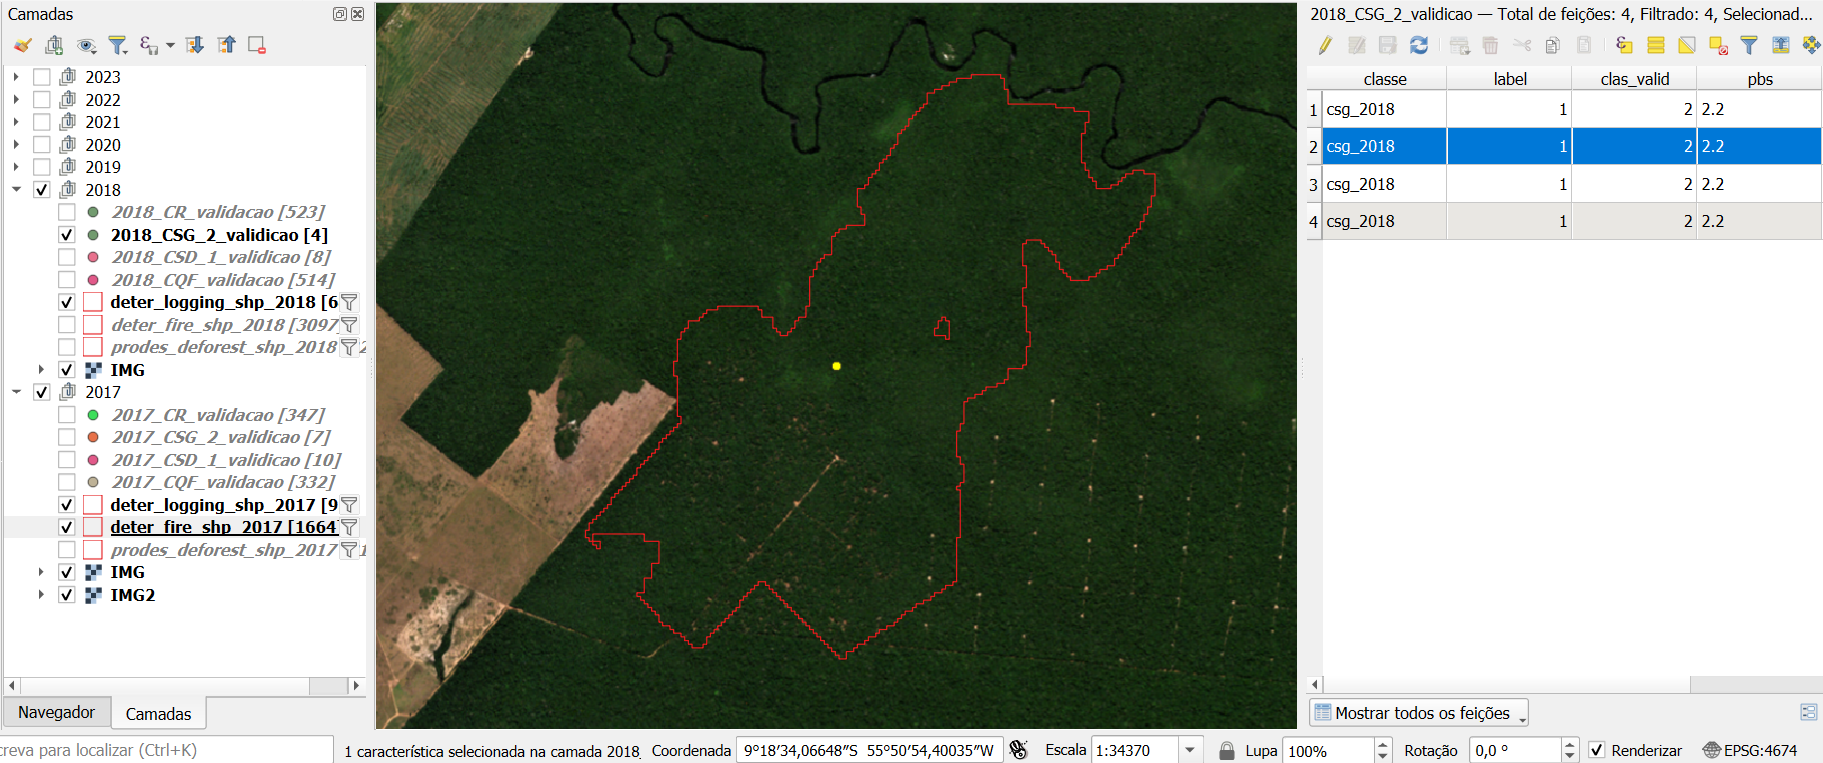 Camadas
2023
2022
2021
2020
2019
2018
2018_CR_validacao [523]
2018_CSG_2_validicao [4]
2018_CSD_1_validicao [8]
2018_CQF_validacao [514]
deter_logging_shp_2018 [6
deter_fire_shp_2018 [3097
prodes_deforest_shp_2018 2
IMG
2017
2017_CR_validacao [347]
2017_CSG_2_validicao [7]
2017_CSD_1_validicao [10]
2017_CQF_validacao [332]
deter_logging_shp_2017 [9
deter_fire_shp_2017 [1664
prodes_deforest_shp_2017 1
IMG
IMG2
Navegador Camadas
2018_CSG_2_validicao — Total de feições: 4, Filtrado: 4, Selecionad...
classe label clas_valid pbs
1 csg_2018 1 2 2.2
2 csg_2018 1 2 2.2
3 csg_2018 1 2 2.2
4 csg_2018 1 2 2.2
Mostrar todos os feições
creva para localizar (Ctrl+K) 1 característica selecionada na camada 2018_ Coordenada 9°18′34,06648″S 55°50′54,40035″W Escala 1:34370 Lupa 100% Rotação 0,0 ° Renderizar EPSG:4674